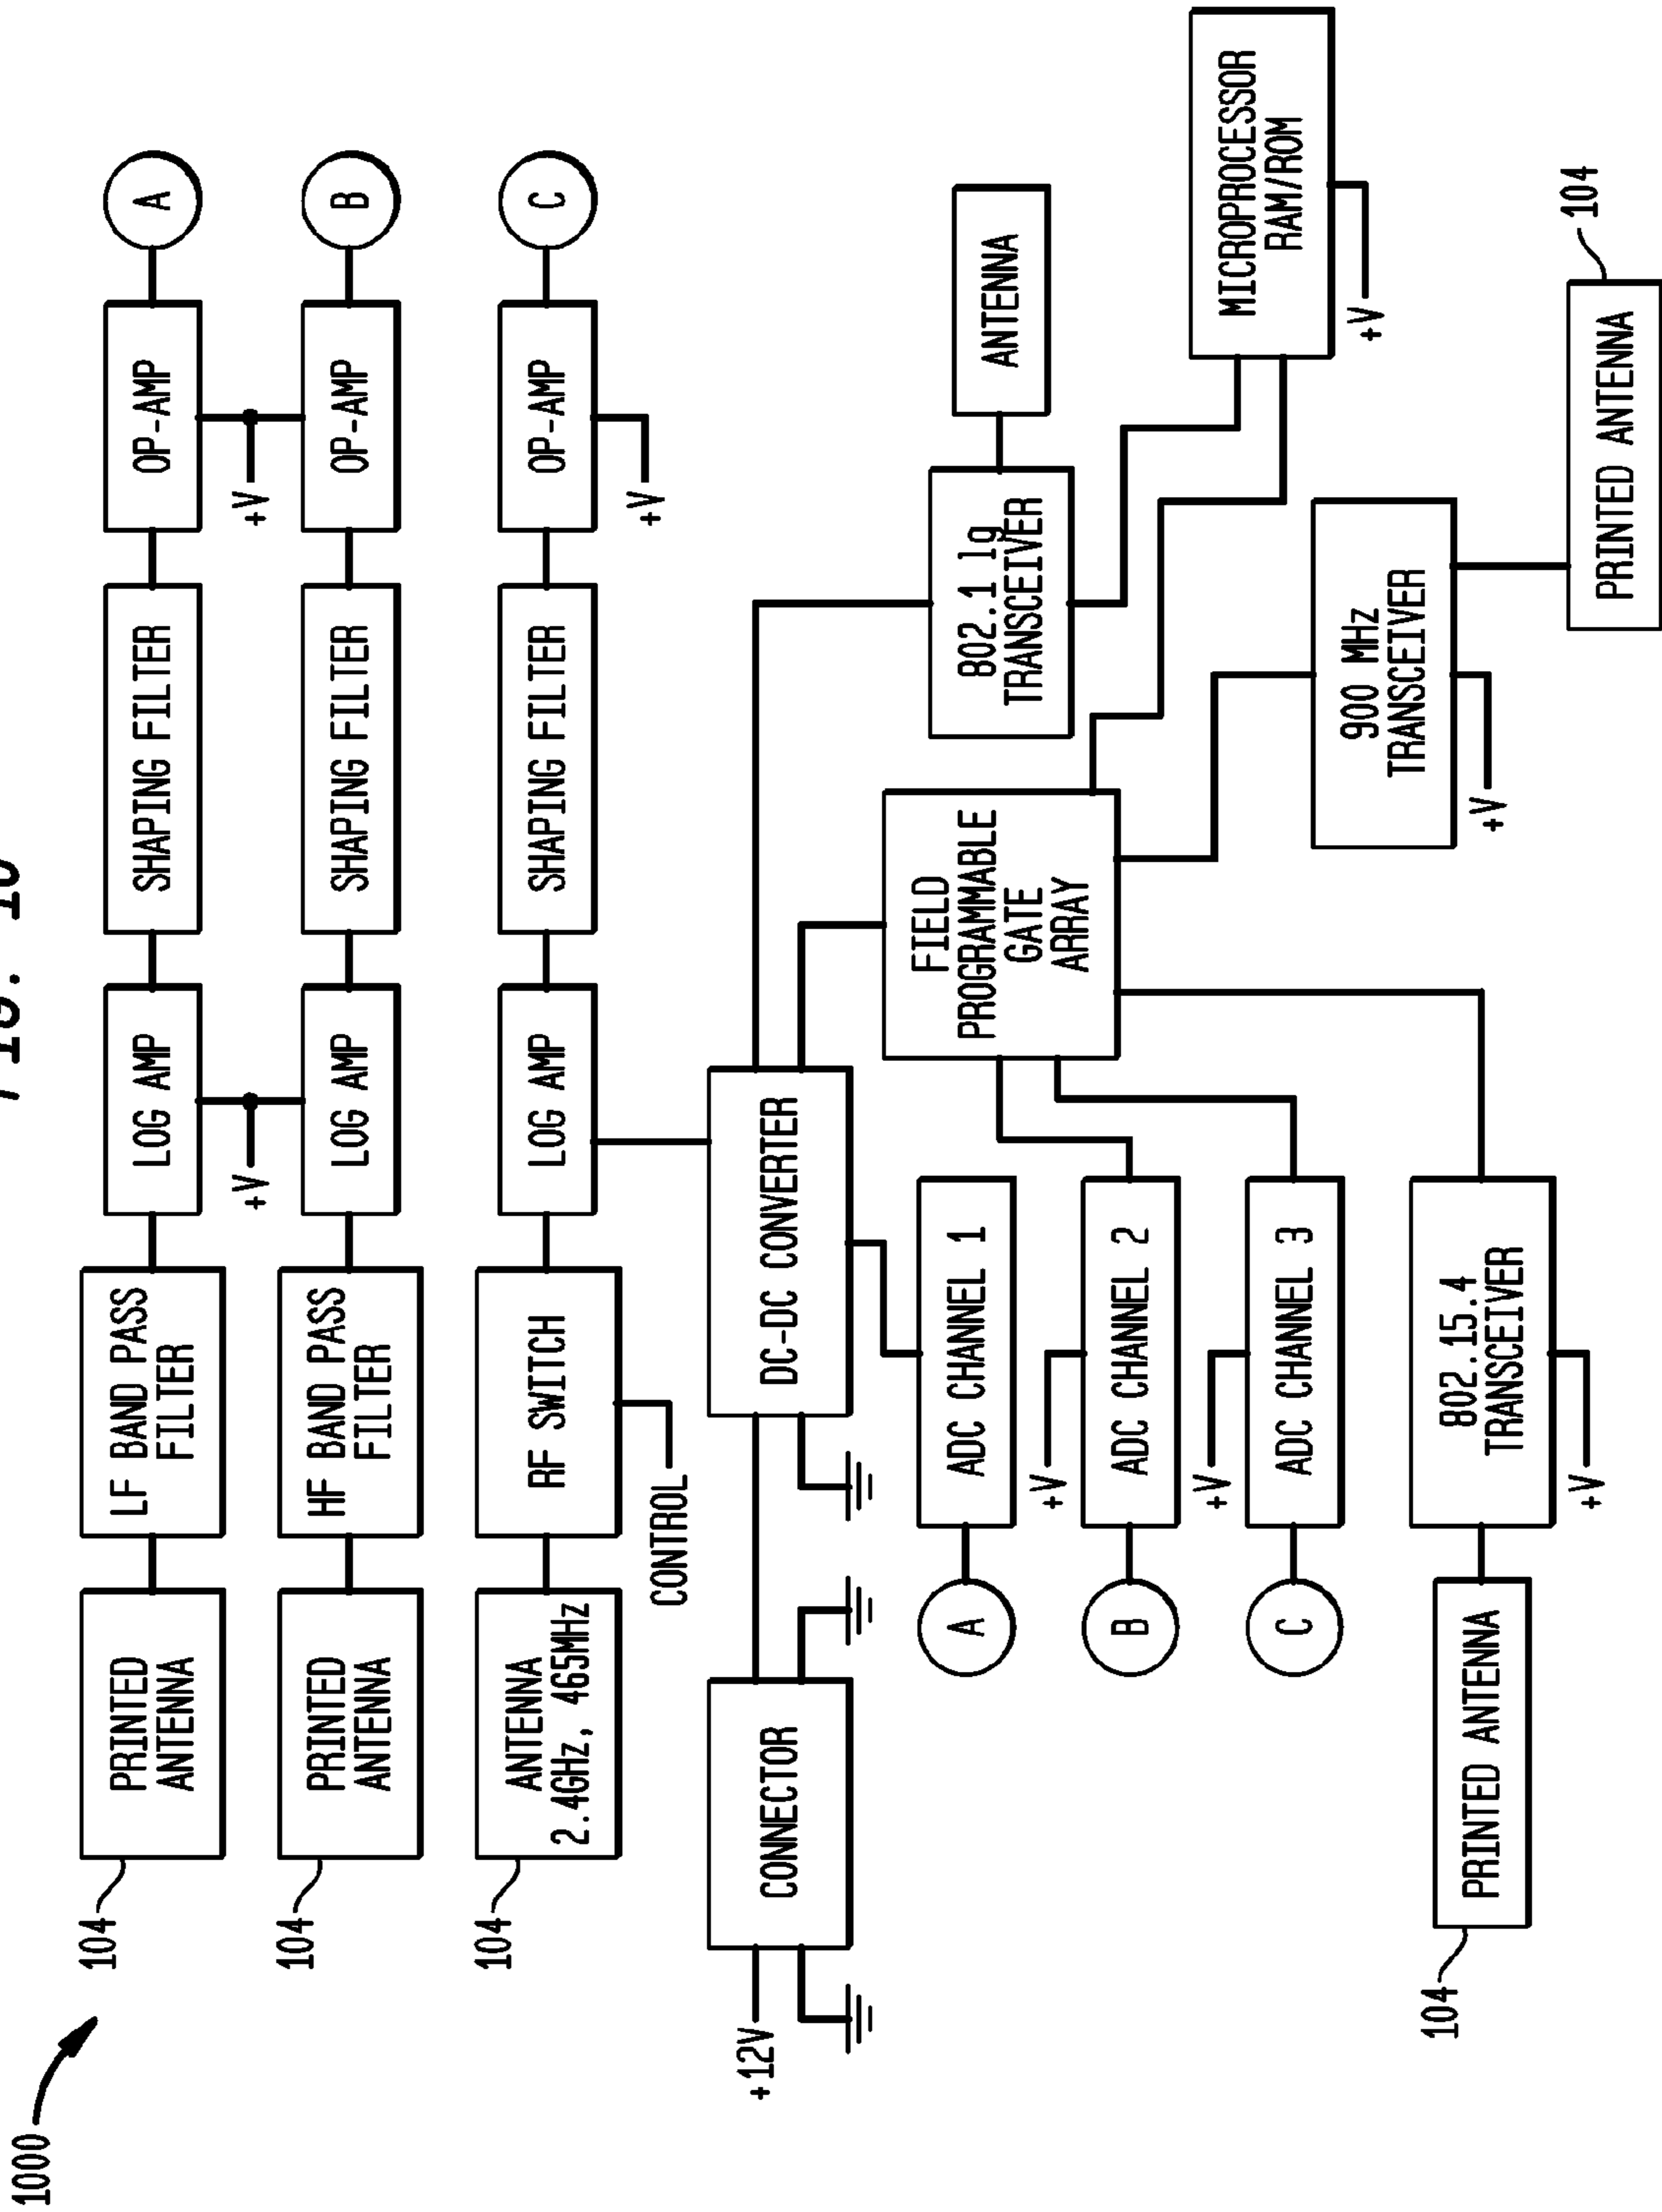 FIG. 10
1000
104
PRINTED
ANTENNA
LF BAND PASS
FILTER
LOG AMP
SHAPING FILTER
OP-AMP
A
+V
+V
104
PRINTED
ANTENNA
HF BAND PASS
FILTER
LOG AMP
SHAPING FILTER
OP-AMP
B
104
ANTENNA
2.4GHz, 465MHz
RF SWITCH
LOG AMP
SHAPING FILTER
OP-AMP
C
CONTROL
+V
+12V
CONNECTOR
DC-DC CONVERTER
802.1 lg
TRANSCEIVER
ANTENNA
FIELD
PROGRAMMABLE
GATE
ARRAY
A
ADC CHANNEL 1
+V
B
ADC CHANNEL 2
MICROPROCESSOR
RAM/ROM
+V
+V
C
ADC CHANNEL 3
900 MHz
TRANSCEIVER
+V
104
PRINTED ANTENNA
802.15.4
TRANSCEIVER
+V
104
PRINTED ANTENNA